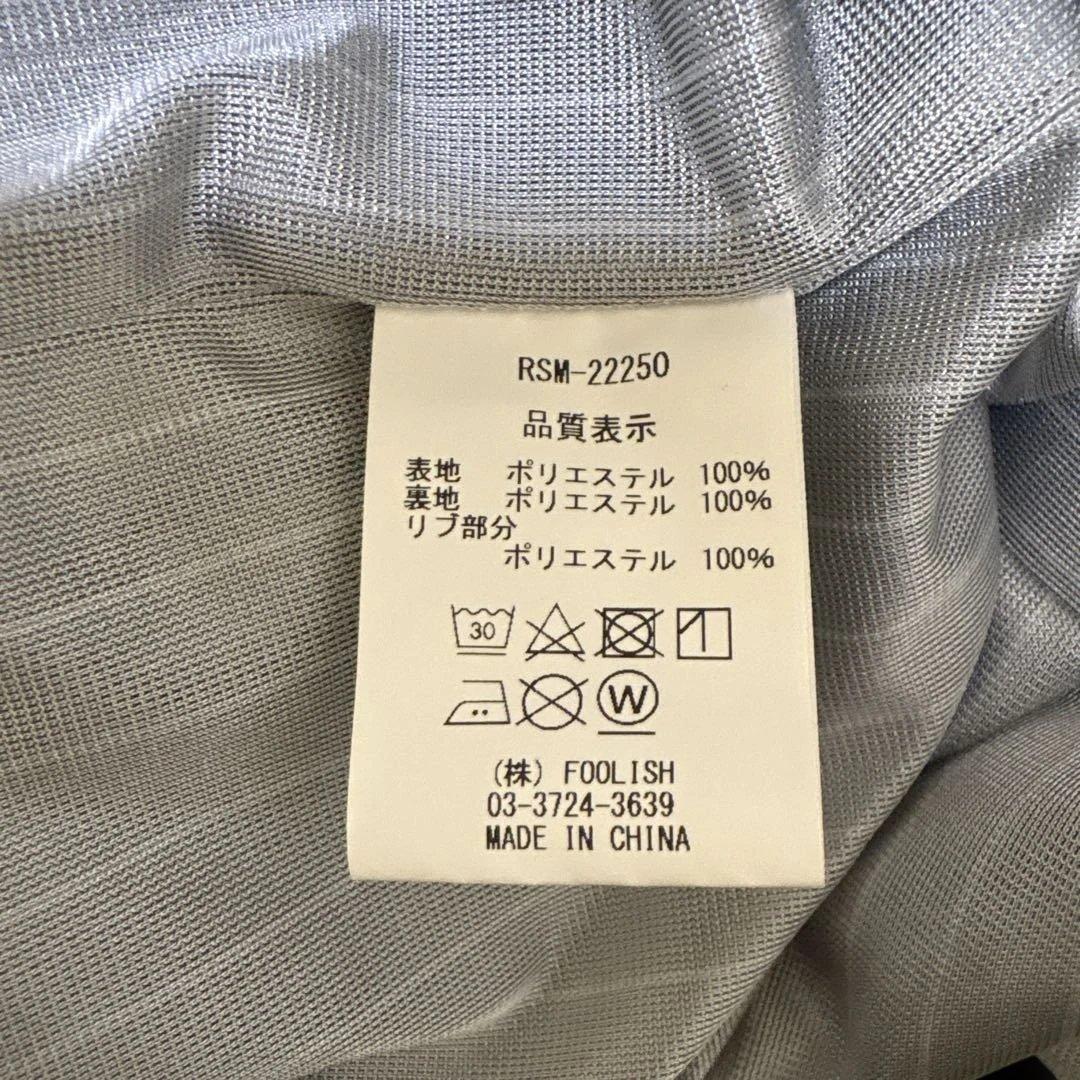 RSM-22250
品質表示
表地 ポリエステル 100%
裏地 ポリエステル 100%
リブ部分
ポリエステル 100%
30
W
(株) FOOLISH
03-3724-3639
MADE IN CHINA